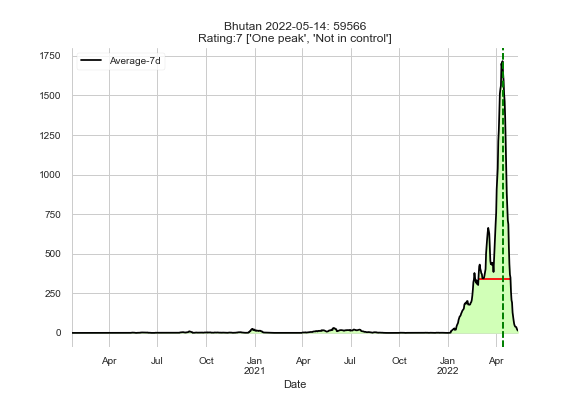 Bhutan 2022-05-14: 59566
Rating:7 ['One peak', 'Not in control']
Average-7d
1750
1500
1250
1000
750
500
250
0
Apr Jul Oct Jan Apr Jul Oct Jan Apr
2021 2022
Date